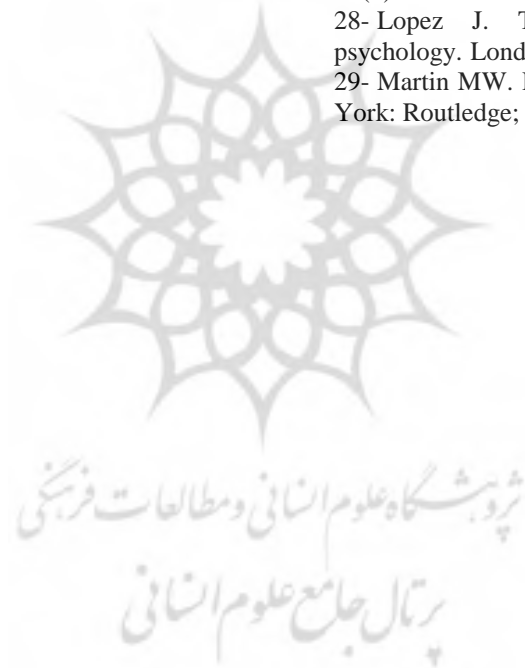 28- Lopez J. T
psychology. Lond
29- Martin MW. 
York: Routledge;
پژوهشگاه علوم انسانی و مطالعات فرهنگی
پرتال جامع علوم انسانی